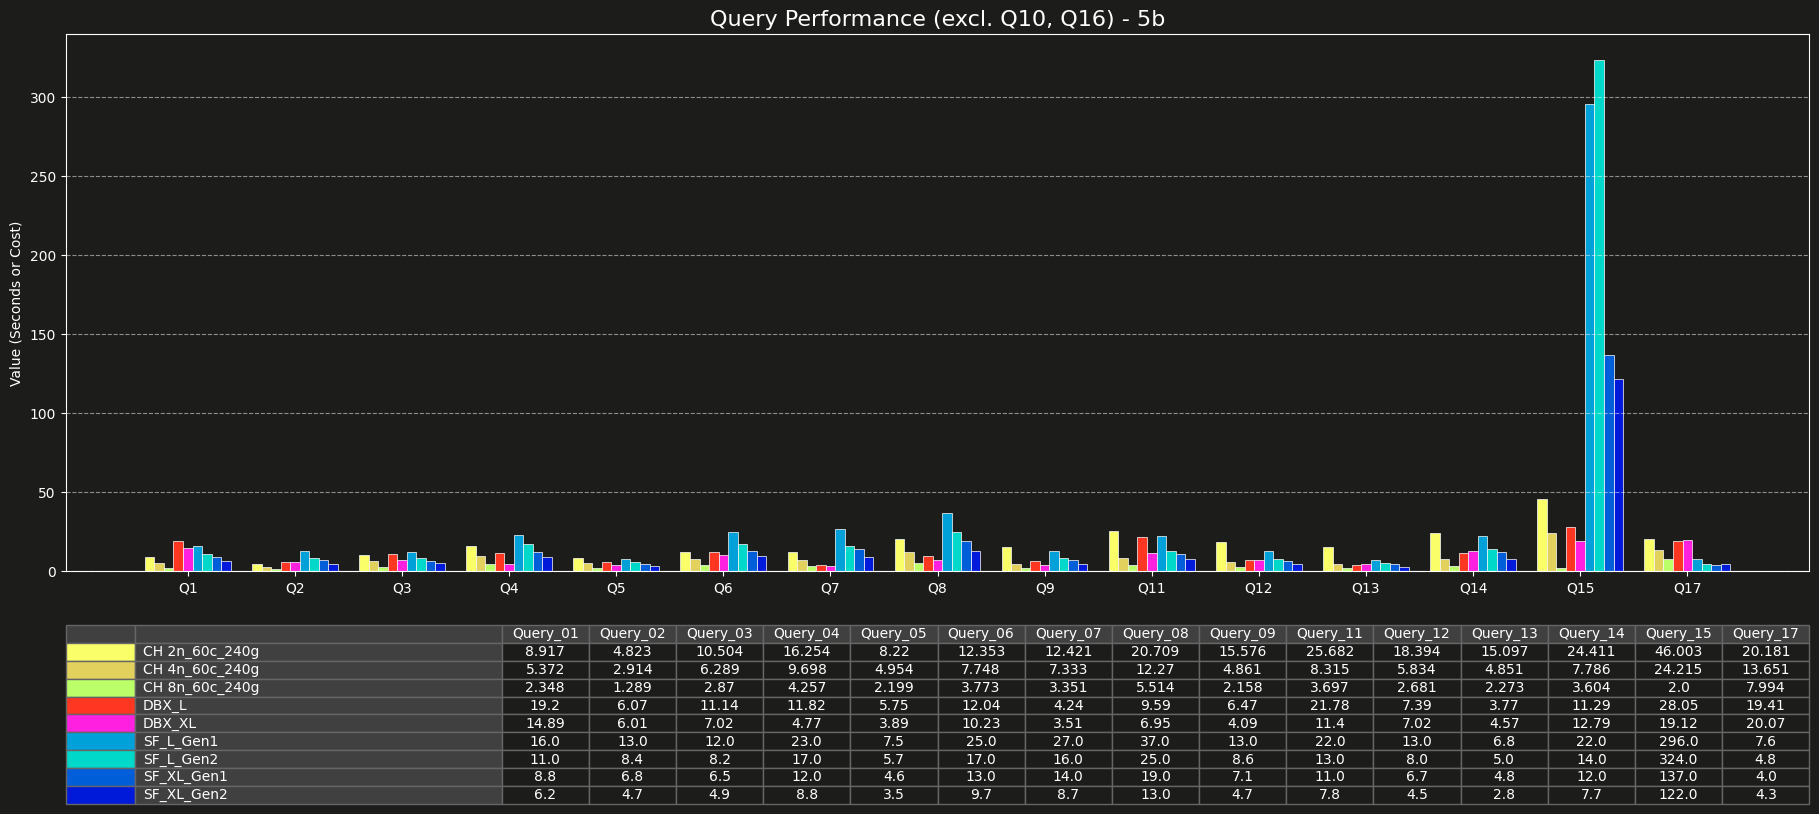 Query Performance (excl. Q10, Q16) - 5b
Value (Seconds or Cost)
300
250
200
150
100
50
0
Q1 Q2 Q3 Q4 Q5 Q6 Q7 Q8 Q9 Q11 Q12 Q13 Q14 Q15 Q17
Query_01 Query_02 Query_03 Query_04 Query_05 Query_06 Query_07 Query_08 Query_09 Query_11 Query_12 Query_13 Query_14 Query_15 Query_17
CH 2n_60c_240g 8.917 4.823 10.504 16.254 8.22 12.353 12.421 20.709 15.576 25.682 18.394 15.097 24.411 46.003 20.181
CH 4n_60c_240g 5.372 2.914 6.289 9.698 4.954 7.748 7.333 12.27 4.861 8.315 5.834 4.851 7.786 24.215 13.651
CH 8n_60c_240g 2.348 1.289 2.87 4.257 2.199 3.773 3.351 5.514 2.158 3.697 2.681 2.273 3.604 2.0 7.994
DBX_L 19.2 6.07 11.14 11.82 5.75 12.04 4.24 9.59 6.47 21.78 7.39 3.77 11.29 28.05 19.41
DBX_XL 14.89 6.01 7.02 4.77 3.89 10.23 3.51 6.95 4.09 11.4 7.02 4.57 12.79 19.12 20.07
SF_L_Gen1 16.0 13.0 12.0 23.0 7.5 25.0 27.0 37.0 13.0 22.0 13.0 6.8 22.0 296.0 7.6
SF_L_Gen2 11.0 8.4 8.2 17.0 5.7 17.0 16.0 25.0 8.6 13.0 8.0 5.0 14.0 324.0 4.8
SF_XL_Gen1 8.8 6.8 6.5 12.0 4.6 13.0 14.0 19.0 7.1 11.0 6.7 4.8 12.0 137.0 4.0
SF_XL_Gen2 6.2 4.7 4.9 8.8 3.5 9.7 8.7 13.0 4.7 7.8 4.5 2.8 7.7 122.0 4.3